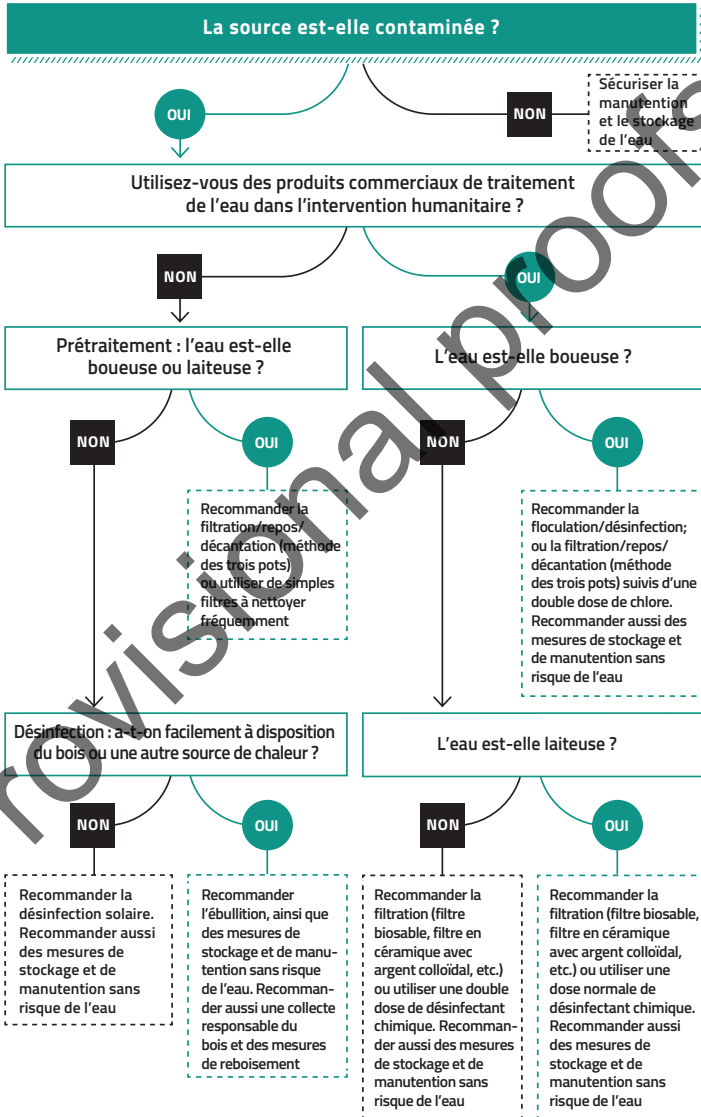 La source est-elle contaminée ?
OUI
NON
Sécuriser la
manutention
et le stockage
de l'eau
Utilisez-vous des produits commerciaux de traitement
de l'eau dans l'intervention humanitaire ?
NON
OUI
Prétraitement : l'eau est-elle
boueuse ou laiteuse ?
L'eau est-elle boueuse ?
NON
OUI
NON
OUI
Recommander la
filtration/repos/
décantation (méthode
des trois pots)
ou utiliser de simples
filtres à nettoyer
fréquemment
Recommander la
floculation/désinfection;
ou la filtration/repos/
décantation (méthode
des trois pots) suivis d'une
double dose de chlore.
Recommander aussi des
mesures de stockage et
de manutention sans
risque de l'eau
Désinfection : a-t-on facilement à disposition
du bois ou une autre source de chaleur ?
L'eau est-elle laiteuse ?
NON
OUI
NON
OUI
Recommander la
désinfection solaire.
Recommander aussi
des mesures de
stockage et de
manutention sans
risque de l'eau
Recommander
l'ébullition, ainsi que
des mesures de
stockage et de manu-
tention sans risque
de l'eau. Recomman-
der aussi une collecte
responsable du
bois et des mesures
de reboisement
Recommander la
filtration (filtre
biosable, filtre en
céramique avec
argent colloïdal, etc.)
ou utiliser une double
dose de désinfectant
chimique. Recomman-
der aussi des mesures
de stockage et de
manutention sans
risque de l'eau
Recommander la
filtration (filtre biosable,
filtre en céramique
avec argent colloïdal,
etc.) ou utiliser une
dose normale de
désinfectant chimique.
Recommander aussi
des mesures de
stockage et de
manutention sans
risque de l'eau
rovisional proofs